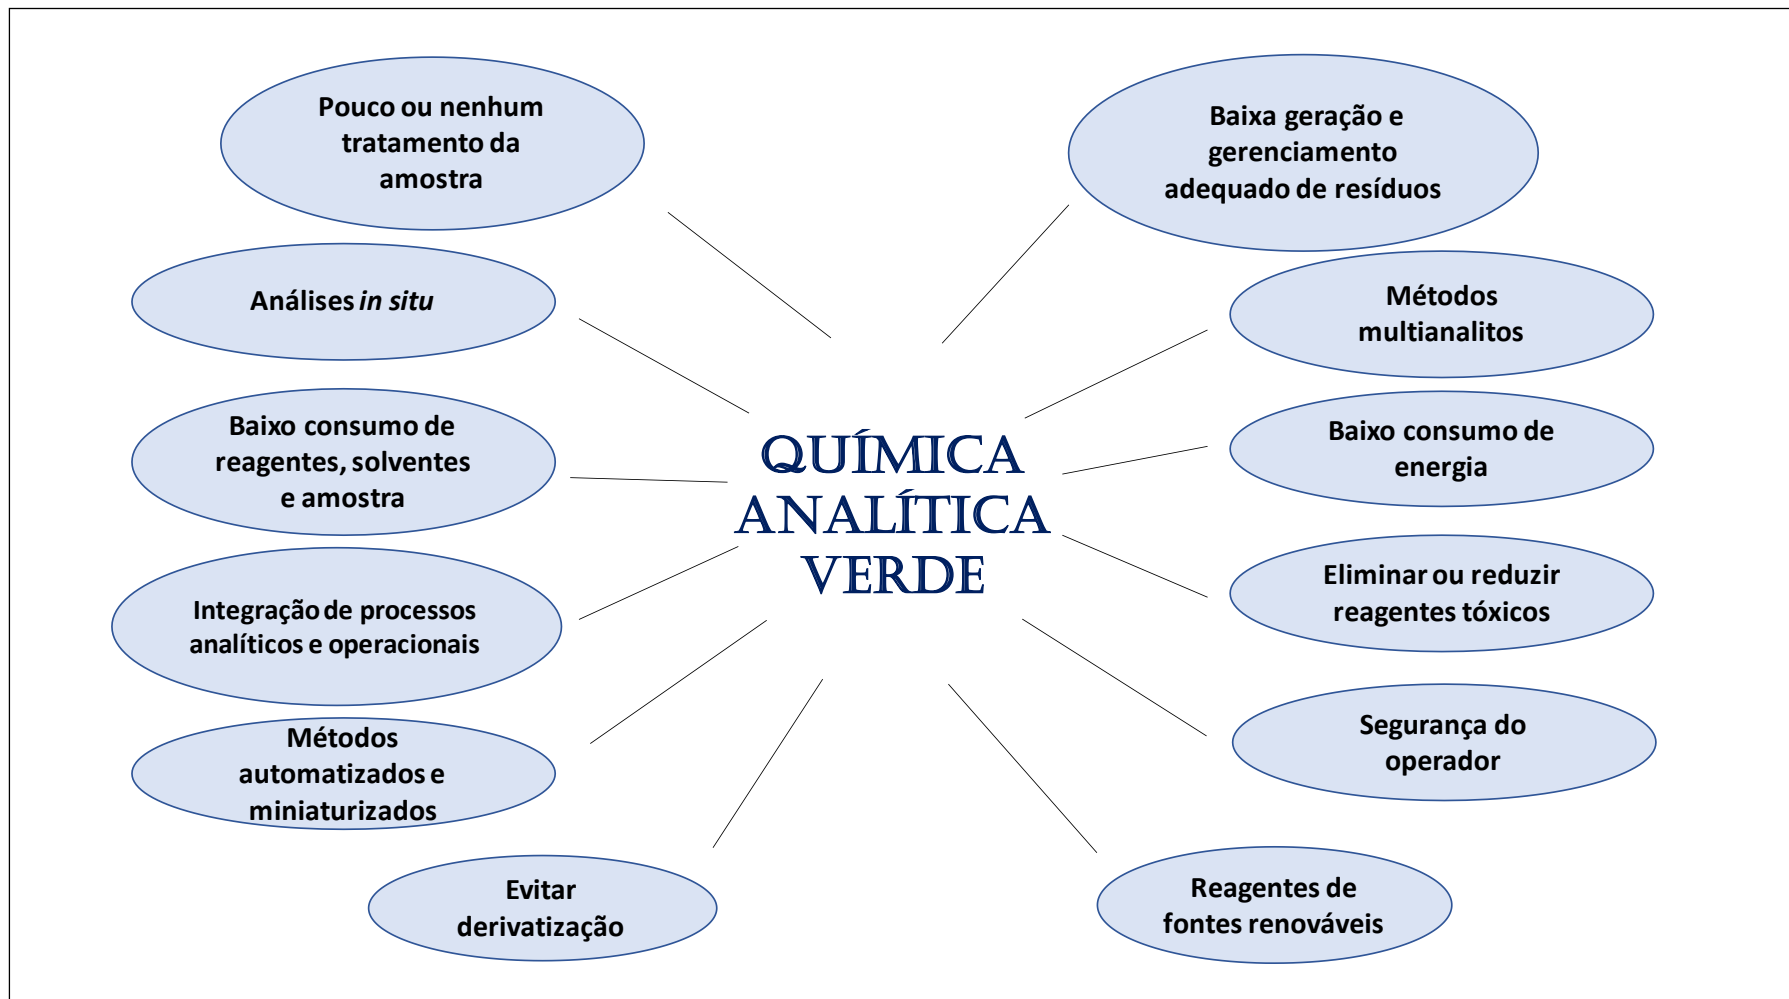 Pouco ou nenhum
tratamento da
amostra
Análises in situ
Baixo consumo de
reagentes, solventes
e amostra
Integração de processos
analíticos e operacionais
Métodos
automatizados e
miniaturizados
Evitar
derivatização
QUÍMICA
ANALÍTICA
VERDE
Baixa geração e
gerenciamento
adequado de resíduos
Métodos
multianalitos
Baixo consumo de
energia
Eliminar ou reduzir
reagentes tóxicos
Segurança do
operador
Reagentes de
fontes renováveis